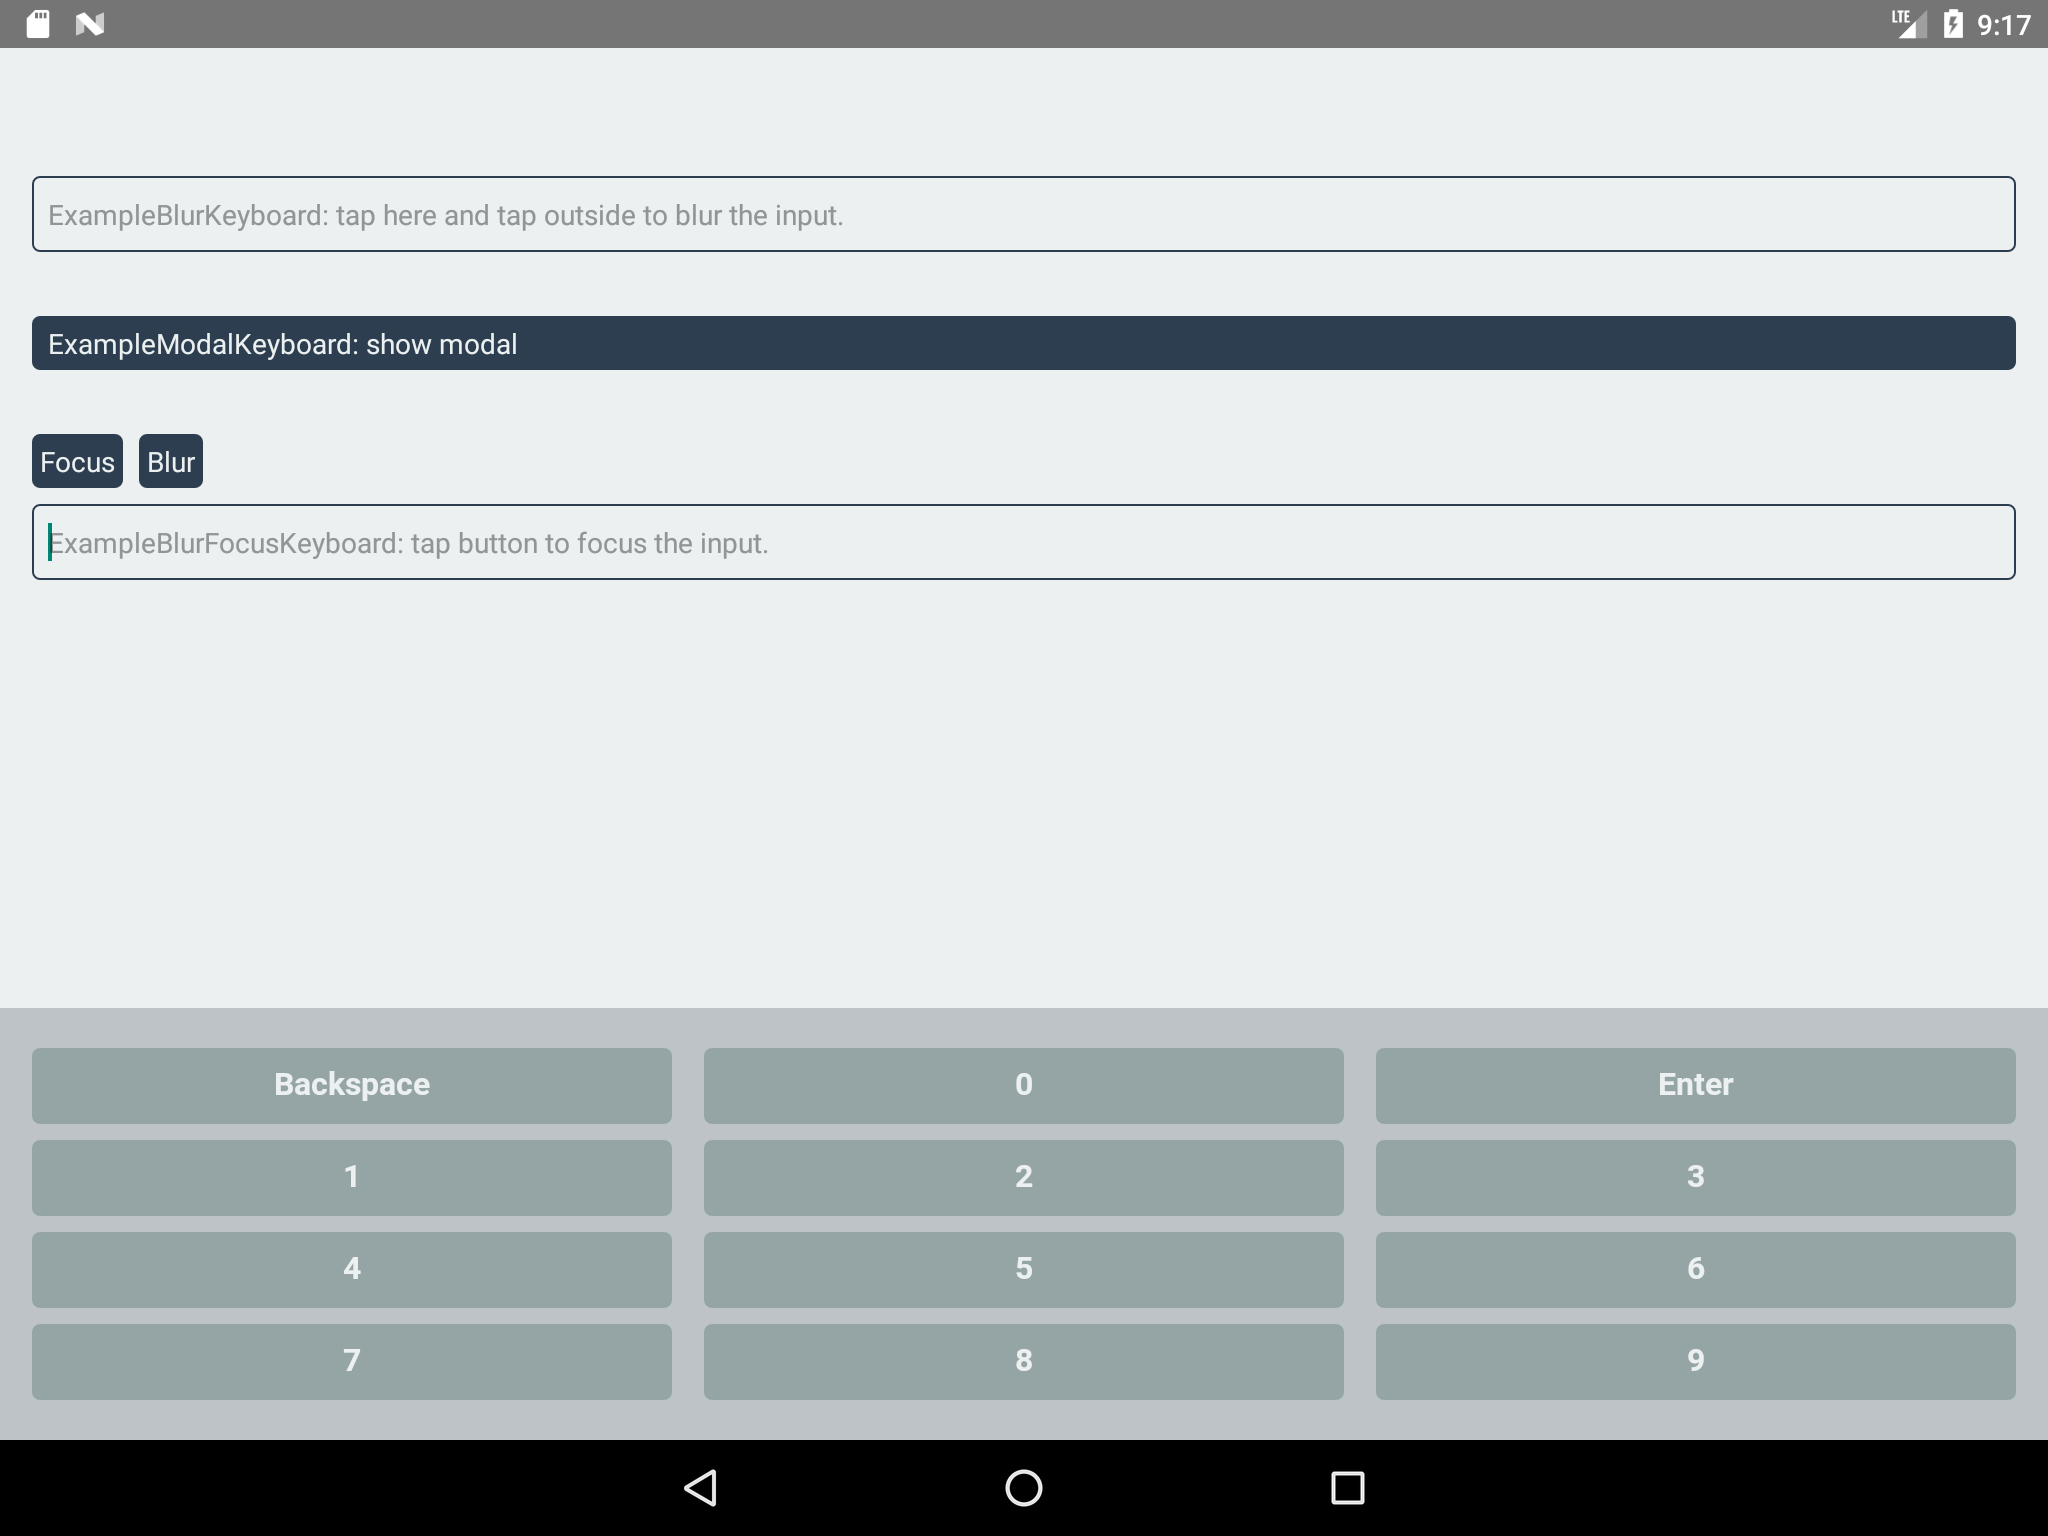 LTE 9:17
ExampleBlurKeyboard: tap here and tap outside to blur the input.
ExampleModalKeyboard: show modal
Focus Blur
ExampleBlurFocusKeyboard: tap button to focus the input.
Backspace 0 Enter
1 2 3
4 5 6
7 8 9